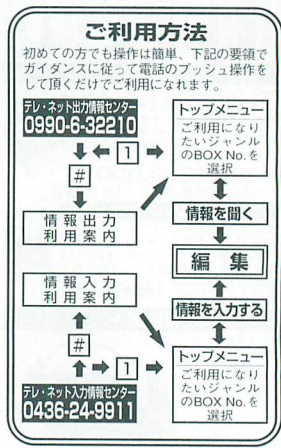 ご利用方法
初めての方でも操作は簡単、下記の要領で
ガイダンスに従って電話のプッシュ操作を
して頂くだけでご利用になれます。
テレ・ネット出力情報センター
0990-6-32210
1
#
情報出力
利用案内
トップメニュー
ご利用になり
たいジャンル
のBOX No.を
選択
情報を聞く
編集
情報を入力する
情報入力
利用案内
#
1
テレ・ネット入力情報センター
0436-24-9911
トップメニュー
ご利用になり
たいジャンル
のBOX No.を
選択